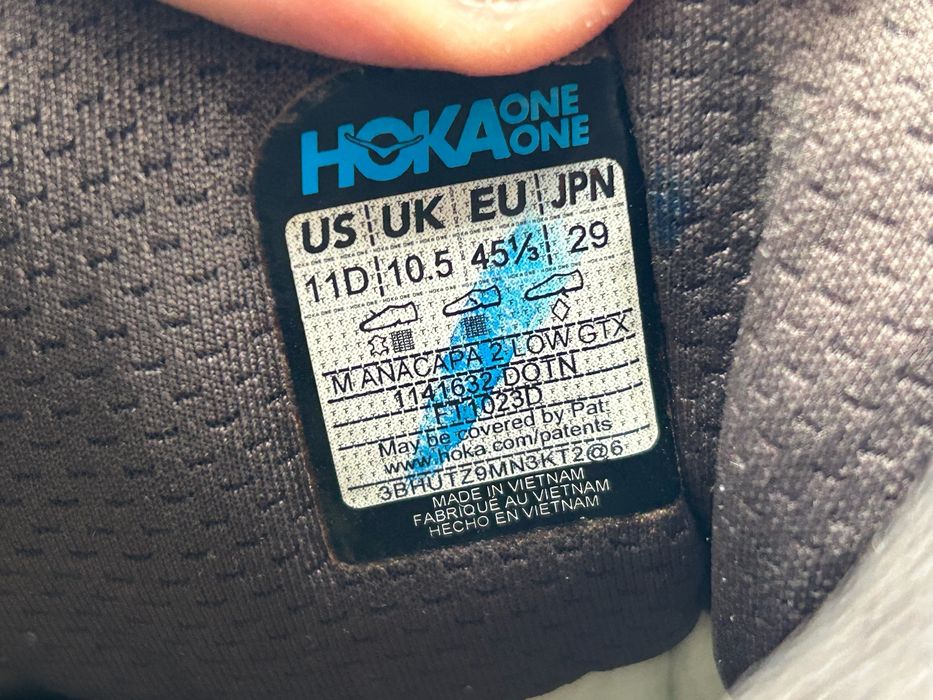 HOKA ONE ONE
US UK EU JPN
11D 10.5 45⅓ 29
M ANACAPA 2 LOW GTX
1141632 DOTN
FT1023D
May be covered by Pat:
www.hoka.com/patents
3BHUTZ9MN3KT2@6
MADE IN VIETNAM
FABRIQUÉ AU VIETNAM
HECHO EN VIETNAM